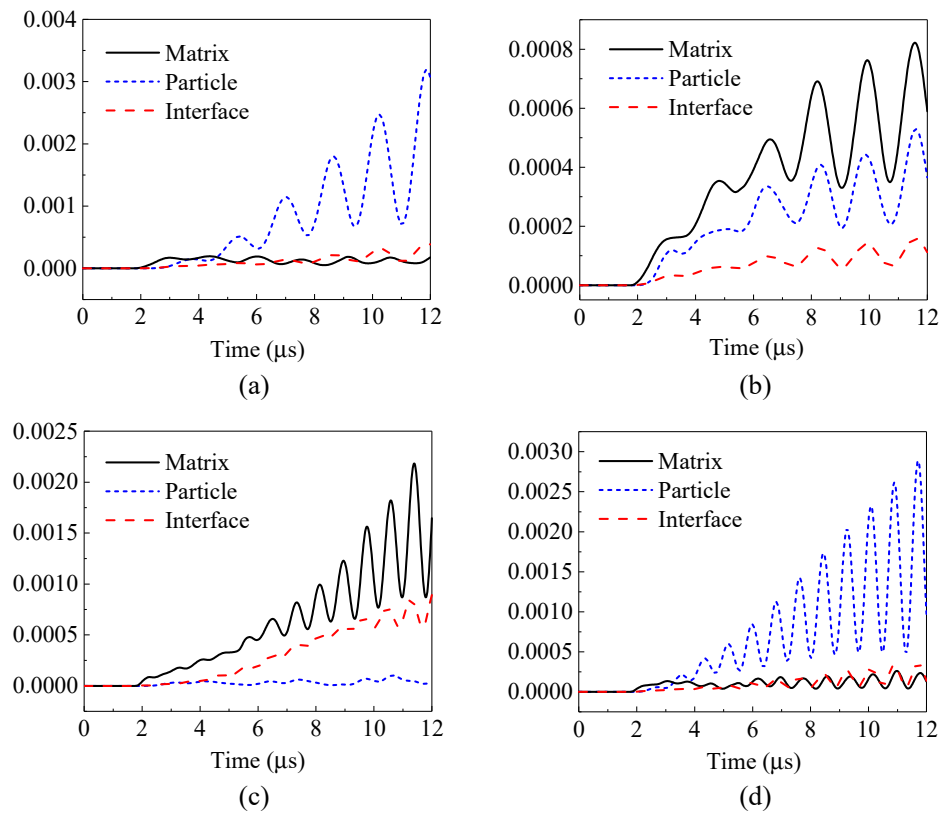 0.004
0.003
0.002
0.001
0.000
Matrix
Particle
Interface
0 2 4 6 8 10 12
Time (μs)
(a)
0.0008
0.0006
0.0004
0.0002
0.0000
Matrix
Particle
Interface
0 2 4 6 8 10 12
Time (μs)
(b)
0.0025
0.0020
0.0015
0.0010
0.0005
0.0000
Matrix
Particle
Interface
0 2 4 6 8 10 12
Time (μs)
(c)
0.0030
0.0025
0.0020
0.0015
0.0010
0.0005
0.0000
Matrix
Particle
Interface
0 2 4 6 8 10 12
Time (μs)
(d)